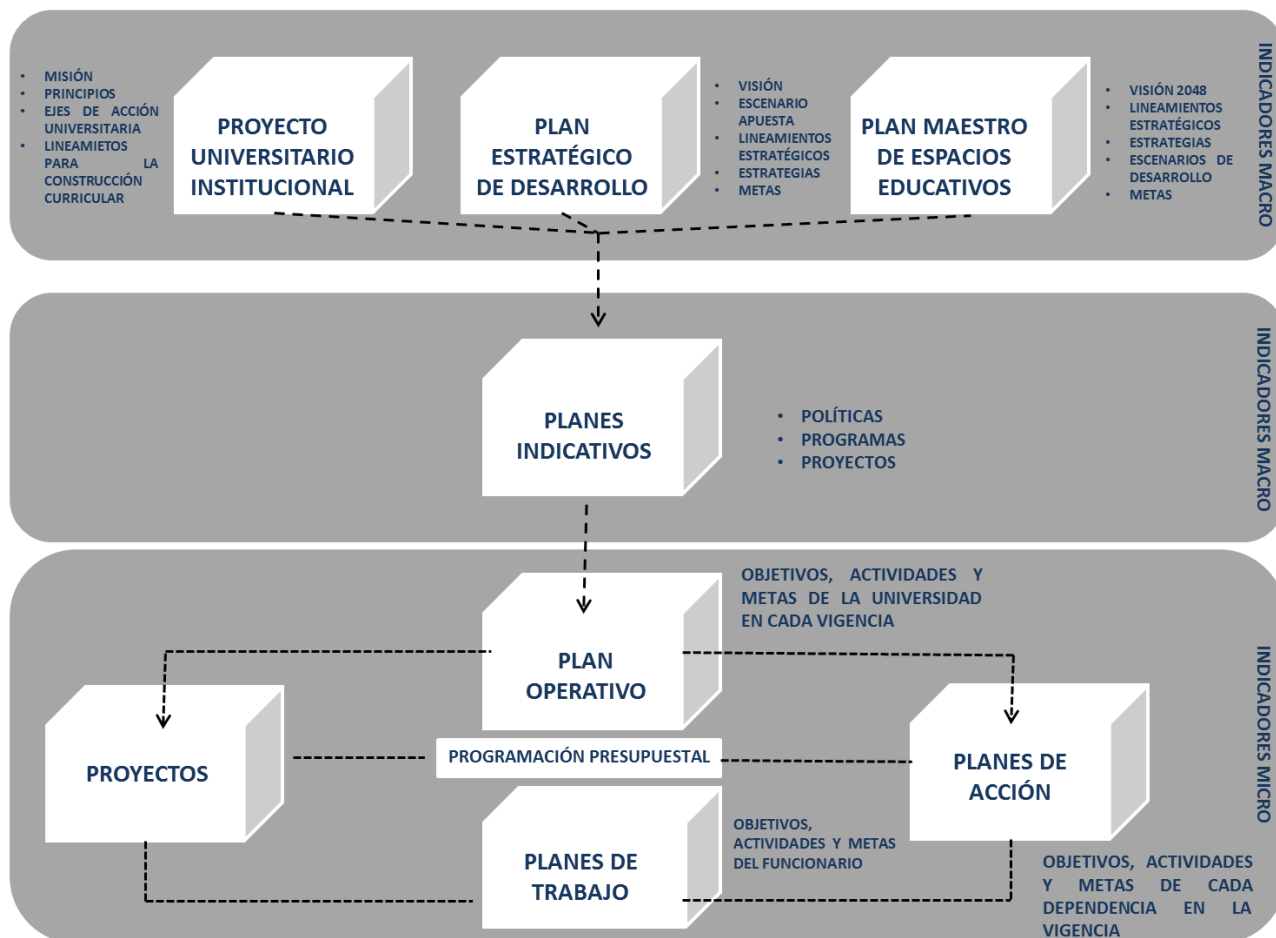 • MISIÓN
• PRINCIPIOS
• EJES DE ACCIÓN
UNIVERSITARIA
• LINEAMIETOS
PARA LA
CONSTRUCCIÓN
CURRICULAR
PROYECTO
UNIVERSITARIO
INSTITUCIONAL
PLAN
ESTRATÉGICO
DE DESARROLLO
• VISIÓN
• ESCENARIO
APUESTA
• LINEAMIENTOS
ESTRATÉGICOS
• ESTRATEGIAS
• METAS
PLAN MAESTRO
DE ESPACIOS
EDUCATIVOS
• VISIÓN 2048
• LINEAMIENTOS
ESTRATÉGICOS
• ESTRATEGIAS
• ESCENARIOS DE
DESARROLLO
• METAS
INDICADORES MACRO
PLANES
INDICATIVOS
• POLÍTICAS
• PROGRAMAS
• PROYECTOS
INDICADORES MACRO
PLAN
OPERATIVO
OBJETIVOS, ACTIVIDADES Y
METAS DE LA UNIVERSIDAD
EN CADA VIGENCIA
PROYECTOS
PROGRAMACIÓN PRESUPUESTAL
PLANES DE
ACCIÓN
PLANES DE
TRABAJO
OBJETIVOS,
ACTIVIDADES Y METAS
DEL FUNCIONARIO
OBJETIVOS, ACTIVIDADES
Y METAS DE CADA
DEPENDENCIA EN LA
VIGENCIA
INDICADORES MICRO